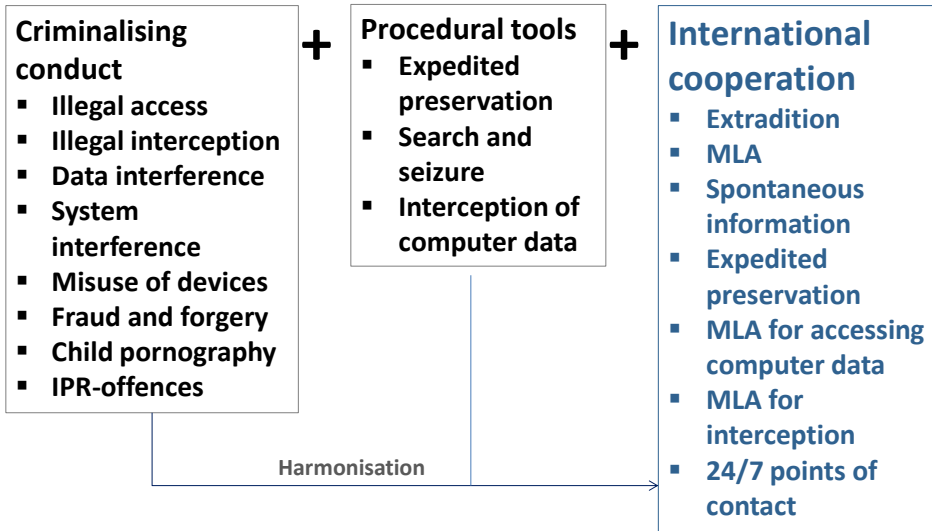 Criminalising
conduct
▪ Illegal access
▪ Illegal interception
▪ Data interference
▪ System
interference
▪ Misuse of devices
▪ Fraud and forgery
▪ Child pornography
▪ IPR-offences
+
Procedural tools
▪ Expedited
preservation
▪ Search and
seizure
▪ Interception of
computer data
+
International
cooperation
▪ Extradition
▪ MLA
▪ Spontaneous
information
▪ Expedited
preservation
▪ MLA for accessing
computer data
▪ MLA for
interception
▪ 24/7 points of
contact
Harmonisation